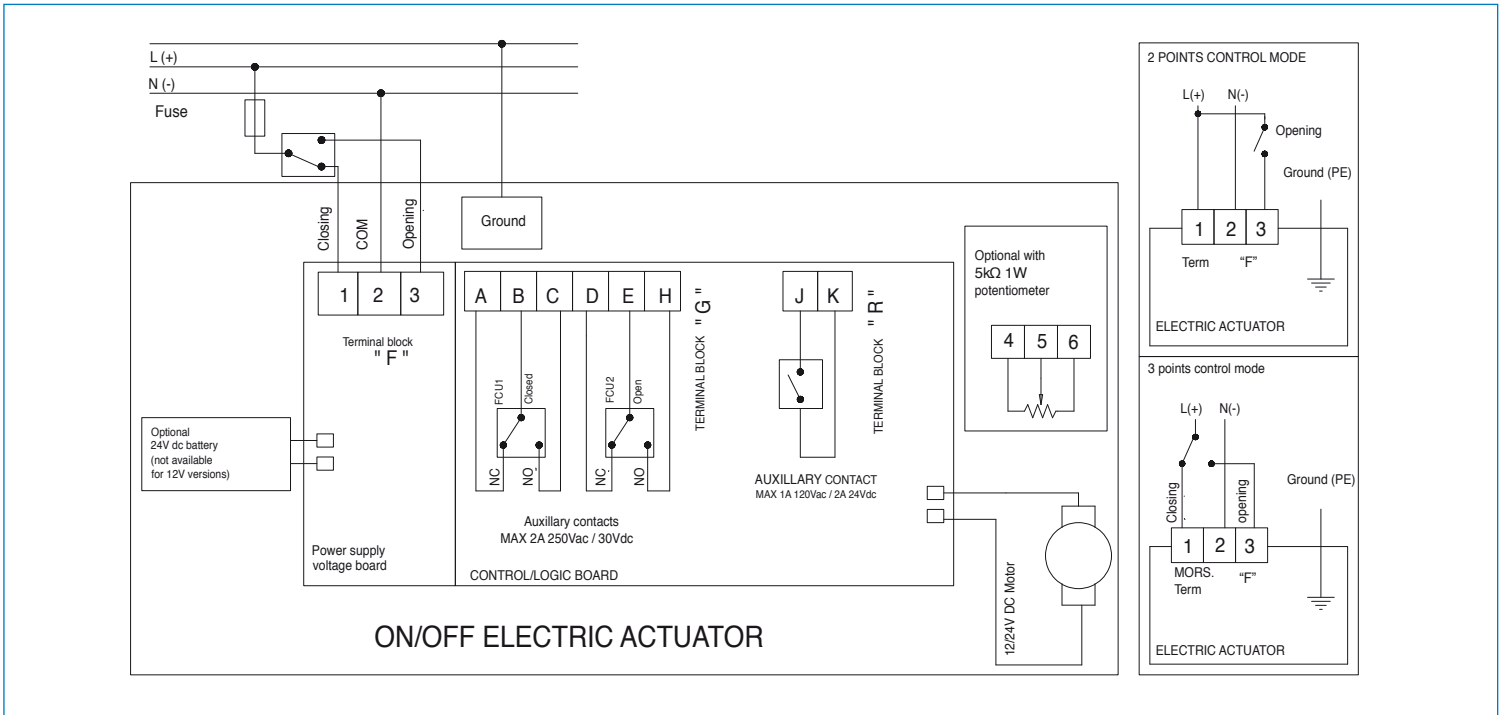 L (+)
N (-)
Fuse
Closing
COM
Opening
Ground
1 2 3
Terminal block
" F "
A B C D E H
TERMINAL BLOCK " G "
FCU1
Closed
FCU2
Open
NC
NO
NC
NO
Auxillary contacts
MAX 2A 250Vac / 30Vdc
J K
TERMINAL BLOCK " R "
AUXILLARY CONTACT
MAX 1A 120Vac / 2A 24Vdc
Optional with
5kΩ 1W
potentiometer
4 5 6
Optional
24V dc battery
(not available
for 12V versions)
Power supply
voltage board
CONTROL/LOGIC BOARD
12/24V DC Motor
ON/OFF ELECTRIC ACTUATOR
2 POINTS CONTROL MODE
L(+) N(-)
Opening
Ground (PE)
1 2 3
Term “F”
ELECTRIC ACTUATOR
3 points control mode
L(+) N(-)
Ground (PE)
Closing
opening
1 2 3
MORS.
Term “F”
ELECTRIC ACTUATOR